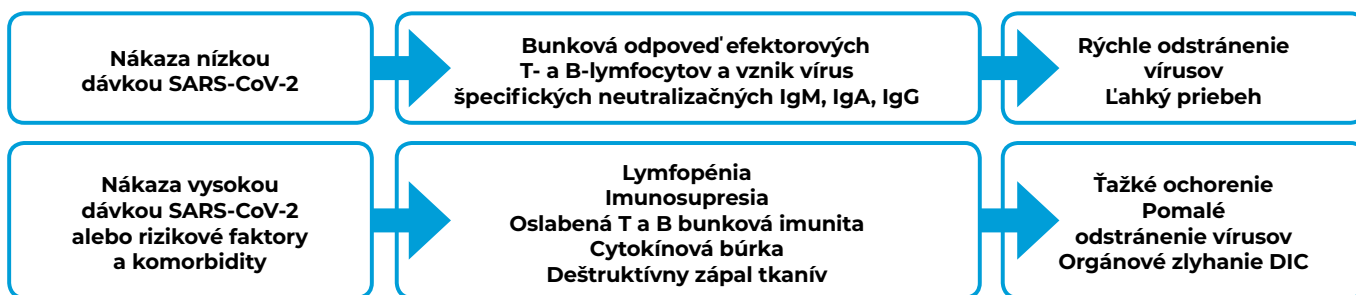 Nákaza nízkou
dávkou SARS-CoV-2
Bunková odpoveď efektorových
T- a B-lymfocytov a vznik vírus
špecifických neutralizačných IgM, IgA, IgG
Rýchle odstránenie
vírusov
Ľahký priebeh
Nákaza vysokou
dávkou SARS-CoV-2
alebo rizikové faktory
a komorbidity
Lymfopénia
Imunosupresia
Oslabená T a B bunková imunita
Cytokínová búrka
Deštruktívny zápal tkanív
Ťažké ochorenie
Pomalé
odstránenie vírusov
Orgánové zlyhanie DIC